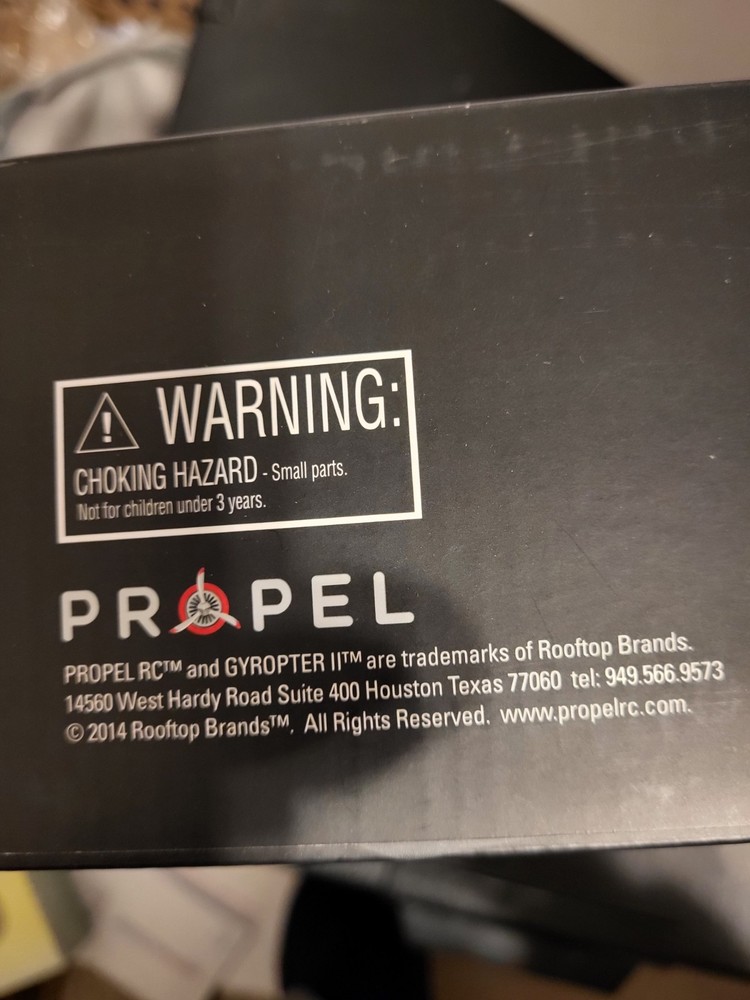 WARNING:
CHOKING HAZARD - Small parts.
Not for children under 3 years.
PROPEL
PROPEL RC™ and GYROPTER II™ are trademarks of Rooftop Brands.
14560 West Hardy Road Suite 400 Houston Texas 77060 tel: 949.566.9573
© 2014 Rooftop Brands™. All Rights Reserved. www.propelrc.com.